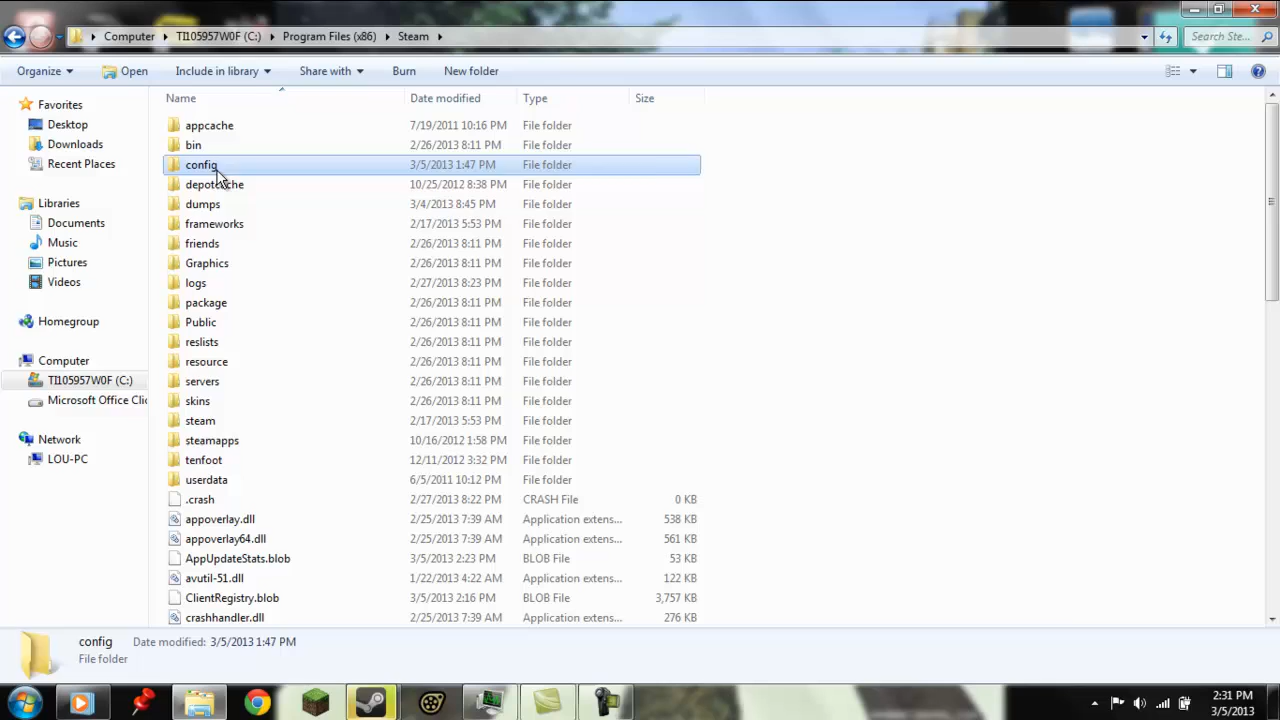 Computer TI105957W0F (C:) Program Files (x86) Steam Search Ste...
Organize Open Include in library Share with Burn New folder
Name Date modified Type Size
Favorites
Desktop
Downloads
Recent Places
Libraries
Documents
Music
Pictures
Videos
Homegroup
Computer
TI105957W0F (C:)
Microsoft Office Clic
Network
LOU-PC
appcache 7/19/2011 10:16 PM File folder
bin 2/26/2013 8:11 PM File folder
config 3/5/2013 1:47 PM File folder
depotcache 10/25/2012 8:38 PM File folder
dumps 3/4/2013 8:45 PM File folder
frameworks 2/17/2013 5:53 PM File folder
friends 2/26/2013 8:11 PM File folder
Graphics 2/26/2013 8:11 PM File folder
logs 2/27/2013 8:23 PM File folder
package 2/26/2013 8:11 PM File folder
Public 2/26/2013 8:11 PM File folder
reslists 2/26/2013 8:11 PM File folder
resource 2/26/2013 8:11 PM File folder
servers 2/26/2013 8:11 PM File folder
skins 2/26/2013 8:11 PM File folder
steam 2/17/2013 5:53 PM File folder
steamapps 10/16/2012 1:58 PM File folder
tenfoot 12/11/2012 3:32 PM File folder
userdata 6/5/2011 10:12 PM File folder
.crash 2/27/2013 8:22 PM CRASH File 0 KB
appoverlay.dll 2/25/2013 7:39 AM Application extens... 538 KB
appoverlay64.dll 2/25/2013 7:39 AM Application extens... 561 KB
AppUpdateStats.blob 3/5/2013 2:23 PM BLOB File 53 KB
avutil-51.dll 1/22/2013 4:22 AM Application extens... 122 KB
ClientRegistry.blob 3/5/2013 2:16 PM BLOB File 3,757 KB
crashhandler.dll 2/25/2013 7:39 AM Application extens... 276 KB
config Date modified: 3/5/2013 1:47 PM
File folder
2:31 PM
3/5/2013